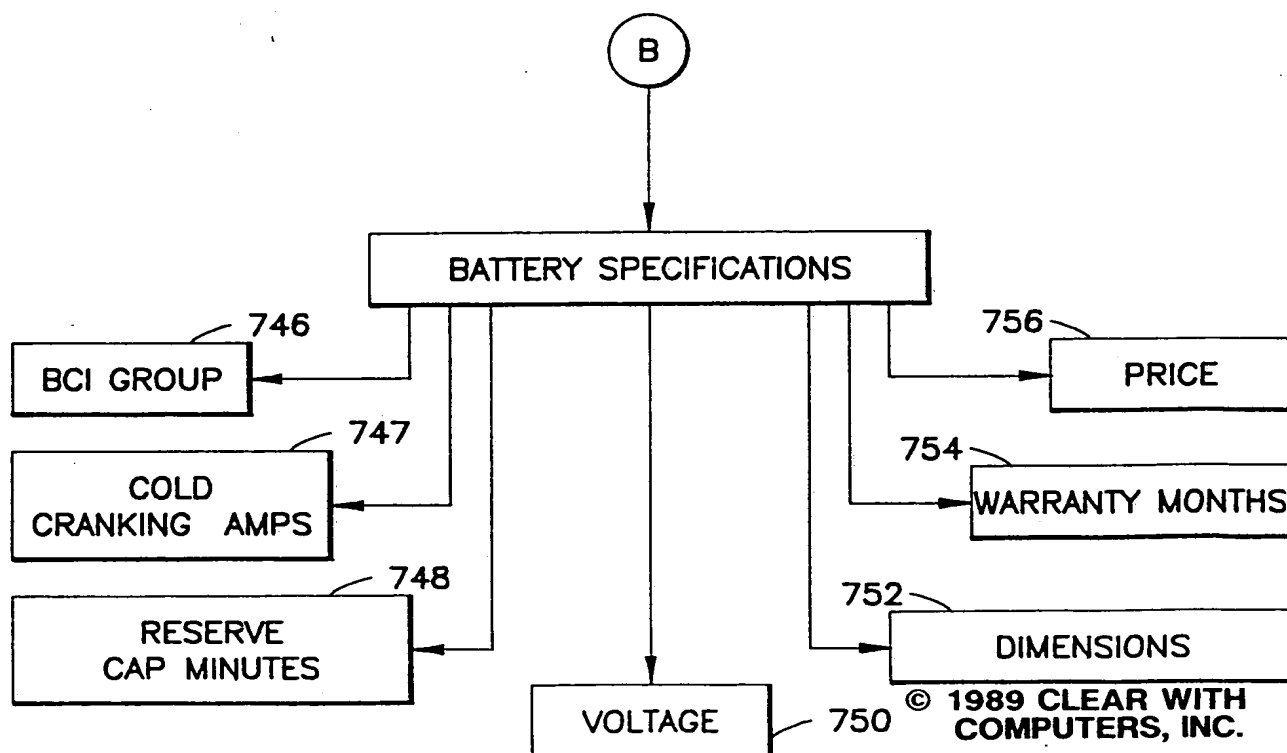 B
BATTERY SPECIFICATIONS
746
BCI GROUP
756
PRICE
747
COLD
CRANKING AMPS
754
WARRANTY MONTHS
748
RESERVE
CAP MINUTES
752
DIMENSIONS
VOLTAGE
750
© 1989 CLEAR WITH
COMPUTERS, INC.